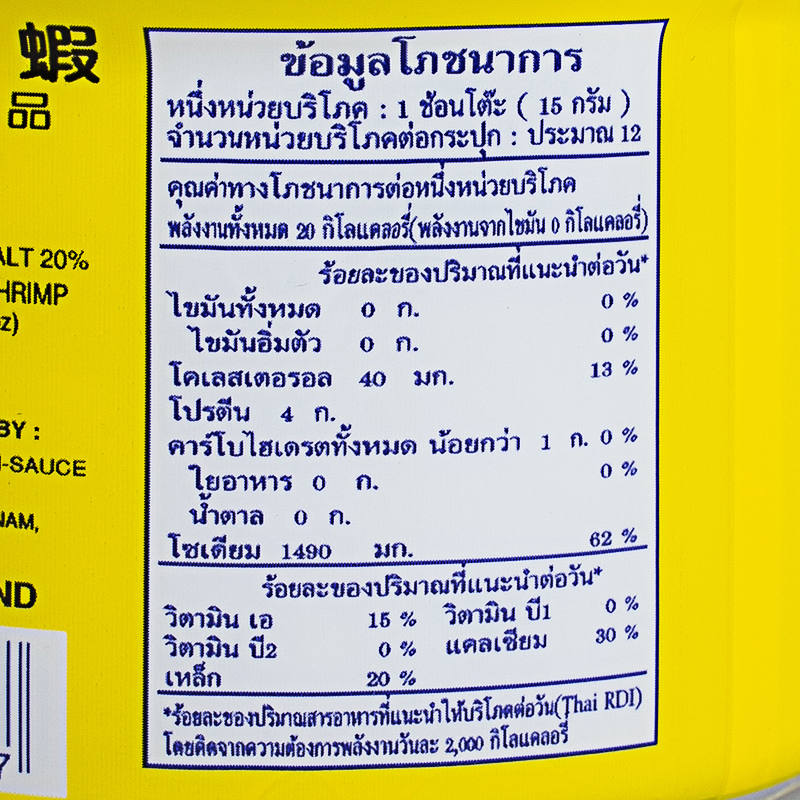 蝦
品
ALT 20%
HRIMP
z)
BY :
I-SAUCE
NAM,
ND
7
ข้อมูลโภชนาการ
หนึ่งหน่วยบริโภค : 1 ช้อนโต๊ะ ( 15 กรัม )
จำนวนหน่วยบริโภคต่อกระปุก : ประมาณ 12
คุณค่าทางโภชนาการต่อหนึ่งหน่วยบริโภค
พลังงานทั้งหมด 20 กิโลแคลอรี่(พลังงานจากไขมัน 0 กิโลแคลอรี่)
ร้อยละของปริมาณที่แนะนำต่อวัน*
ไขมันทั้งหมด 0 ก. 0 %
ไขมันอิ่มตัว 0 ก. 0 %
โคเลสเตอรอล 40 มก. 13 %
โปรตีน 4 ก.
คาร์โบไฮเดรตทั้งหมด น้อยกว่า 1 ก. 0 %
ใยอาหาร 0 ก. 0 %
น้ำตาล 0 ก.
โซเดียม 1490 มก. 62 %
ร้อยละของปริมาณที่แนะนำต่อวัน*
วิตามิน เอ 15 % วิตามิน บี1 0 %
วิตามิน บี2 0 % แคลเซียม 30 %
เหล็ก 20 %
*ร้อยละของปริมาณสารอาหารที่แนะนำให้บริโภคต่อวัน(Thai RDI)
โดยคิดจากความต้องการพลังงานวันละ 2,000 กิโลแคลอรี่